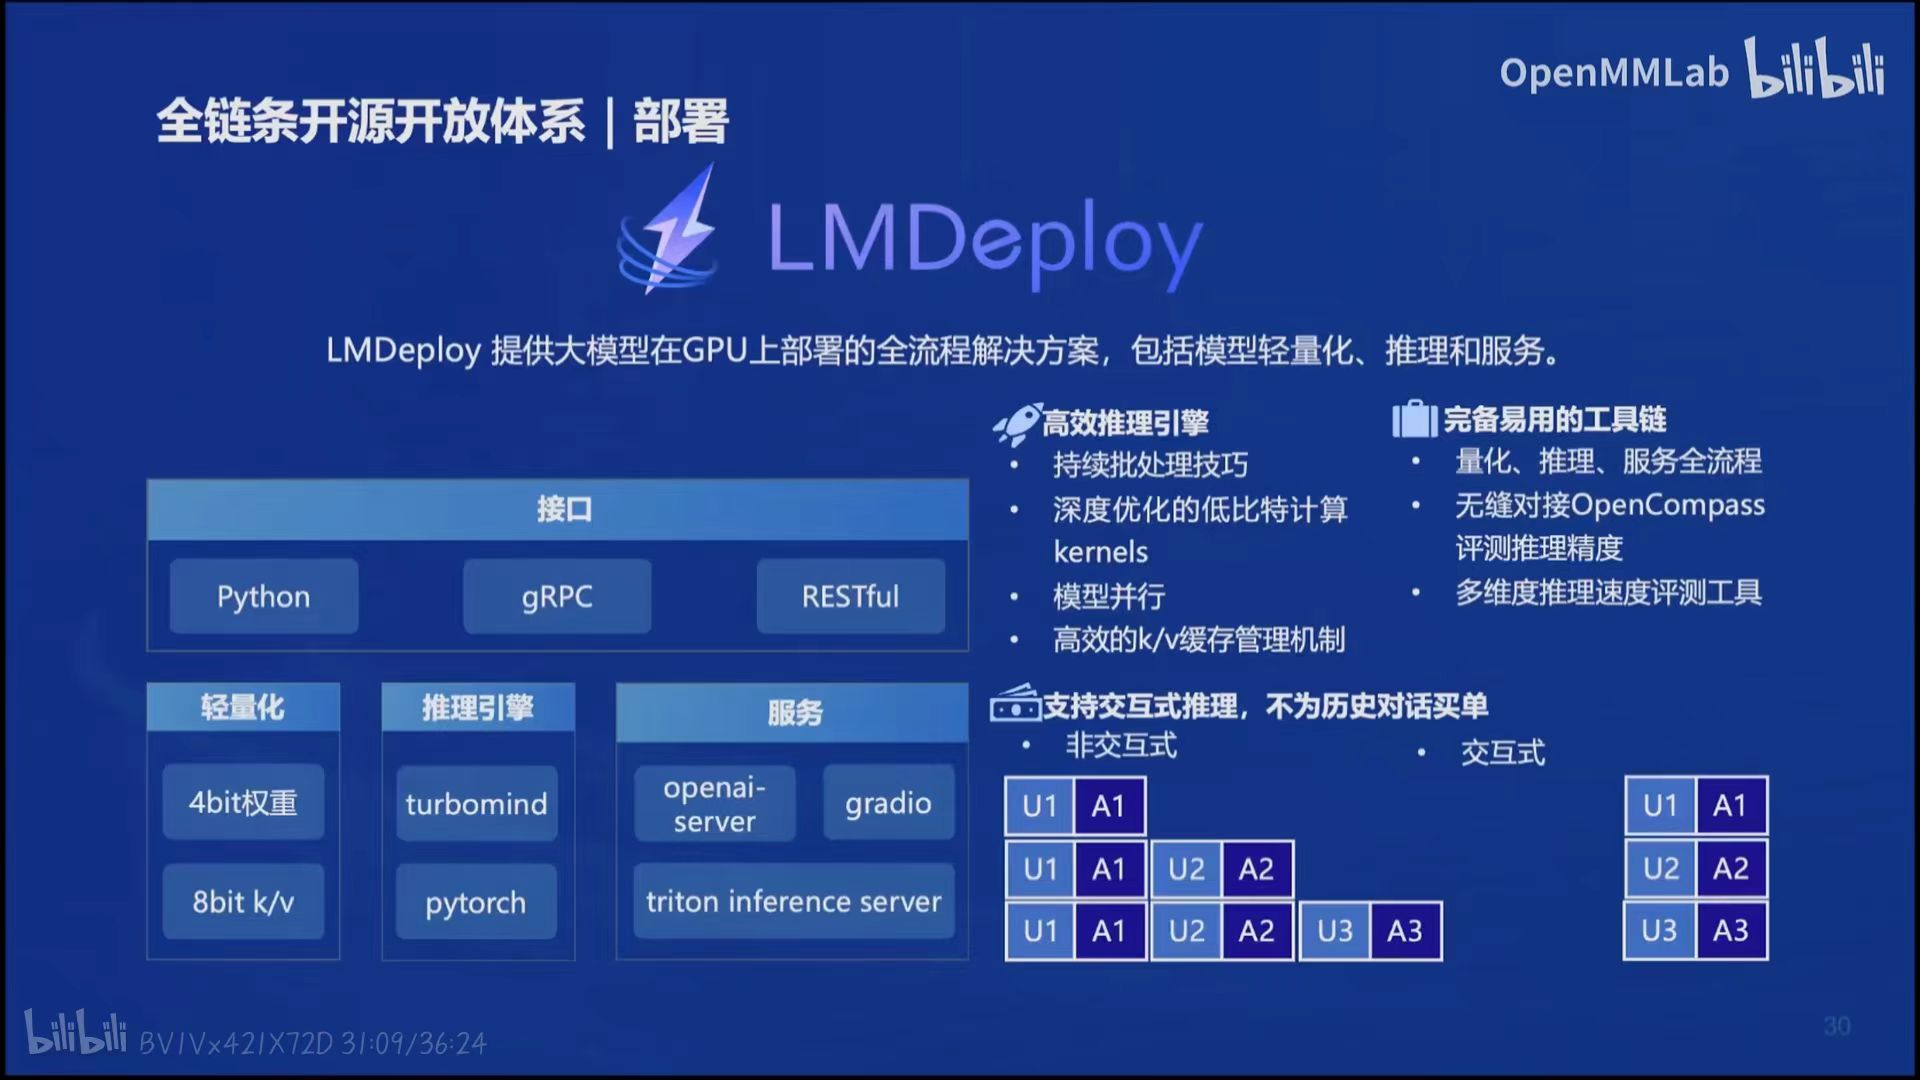 OpenMMLab bilibili
全链条开源开放体系｜部署
LMDeploy
LMDeploy 提供大模型在GPU上部署的全流程解决方案，包括模型轻量化、推理和服务。
接口
Python
gRPC
RESTful
轻量化
4bit权重
8bit k/v
推理引擎
turbomind
pytorch
服务
openai-
server
gradio
triton inference server
高效推理引擎
• 持续批处理技巧
• 深度优化的低比特计算
kernels
• 模型并行
• 高效的k/v缓存管理机制
完备易用的工具链
• 量化、推理、服务全流程
• 无缝对接OpenCompass
评测推理精度
• 多维度推理速度评测工具
支持交互式推理，不为历史对话买单
• 非交互式
U1 A1
U1 A1 U2 A2
U1 A1 U2 A2 U3 A3
• 交互式
U1 A1
U2 A2
U3 A3
30
bilibili BV1Vx421X72D 31:09/36:24